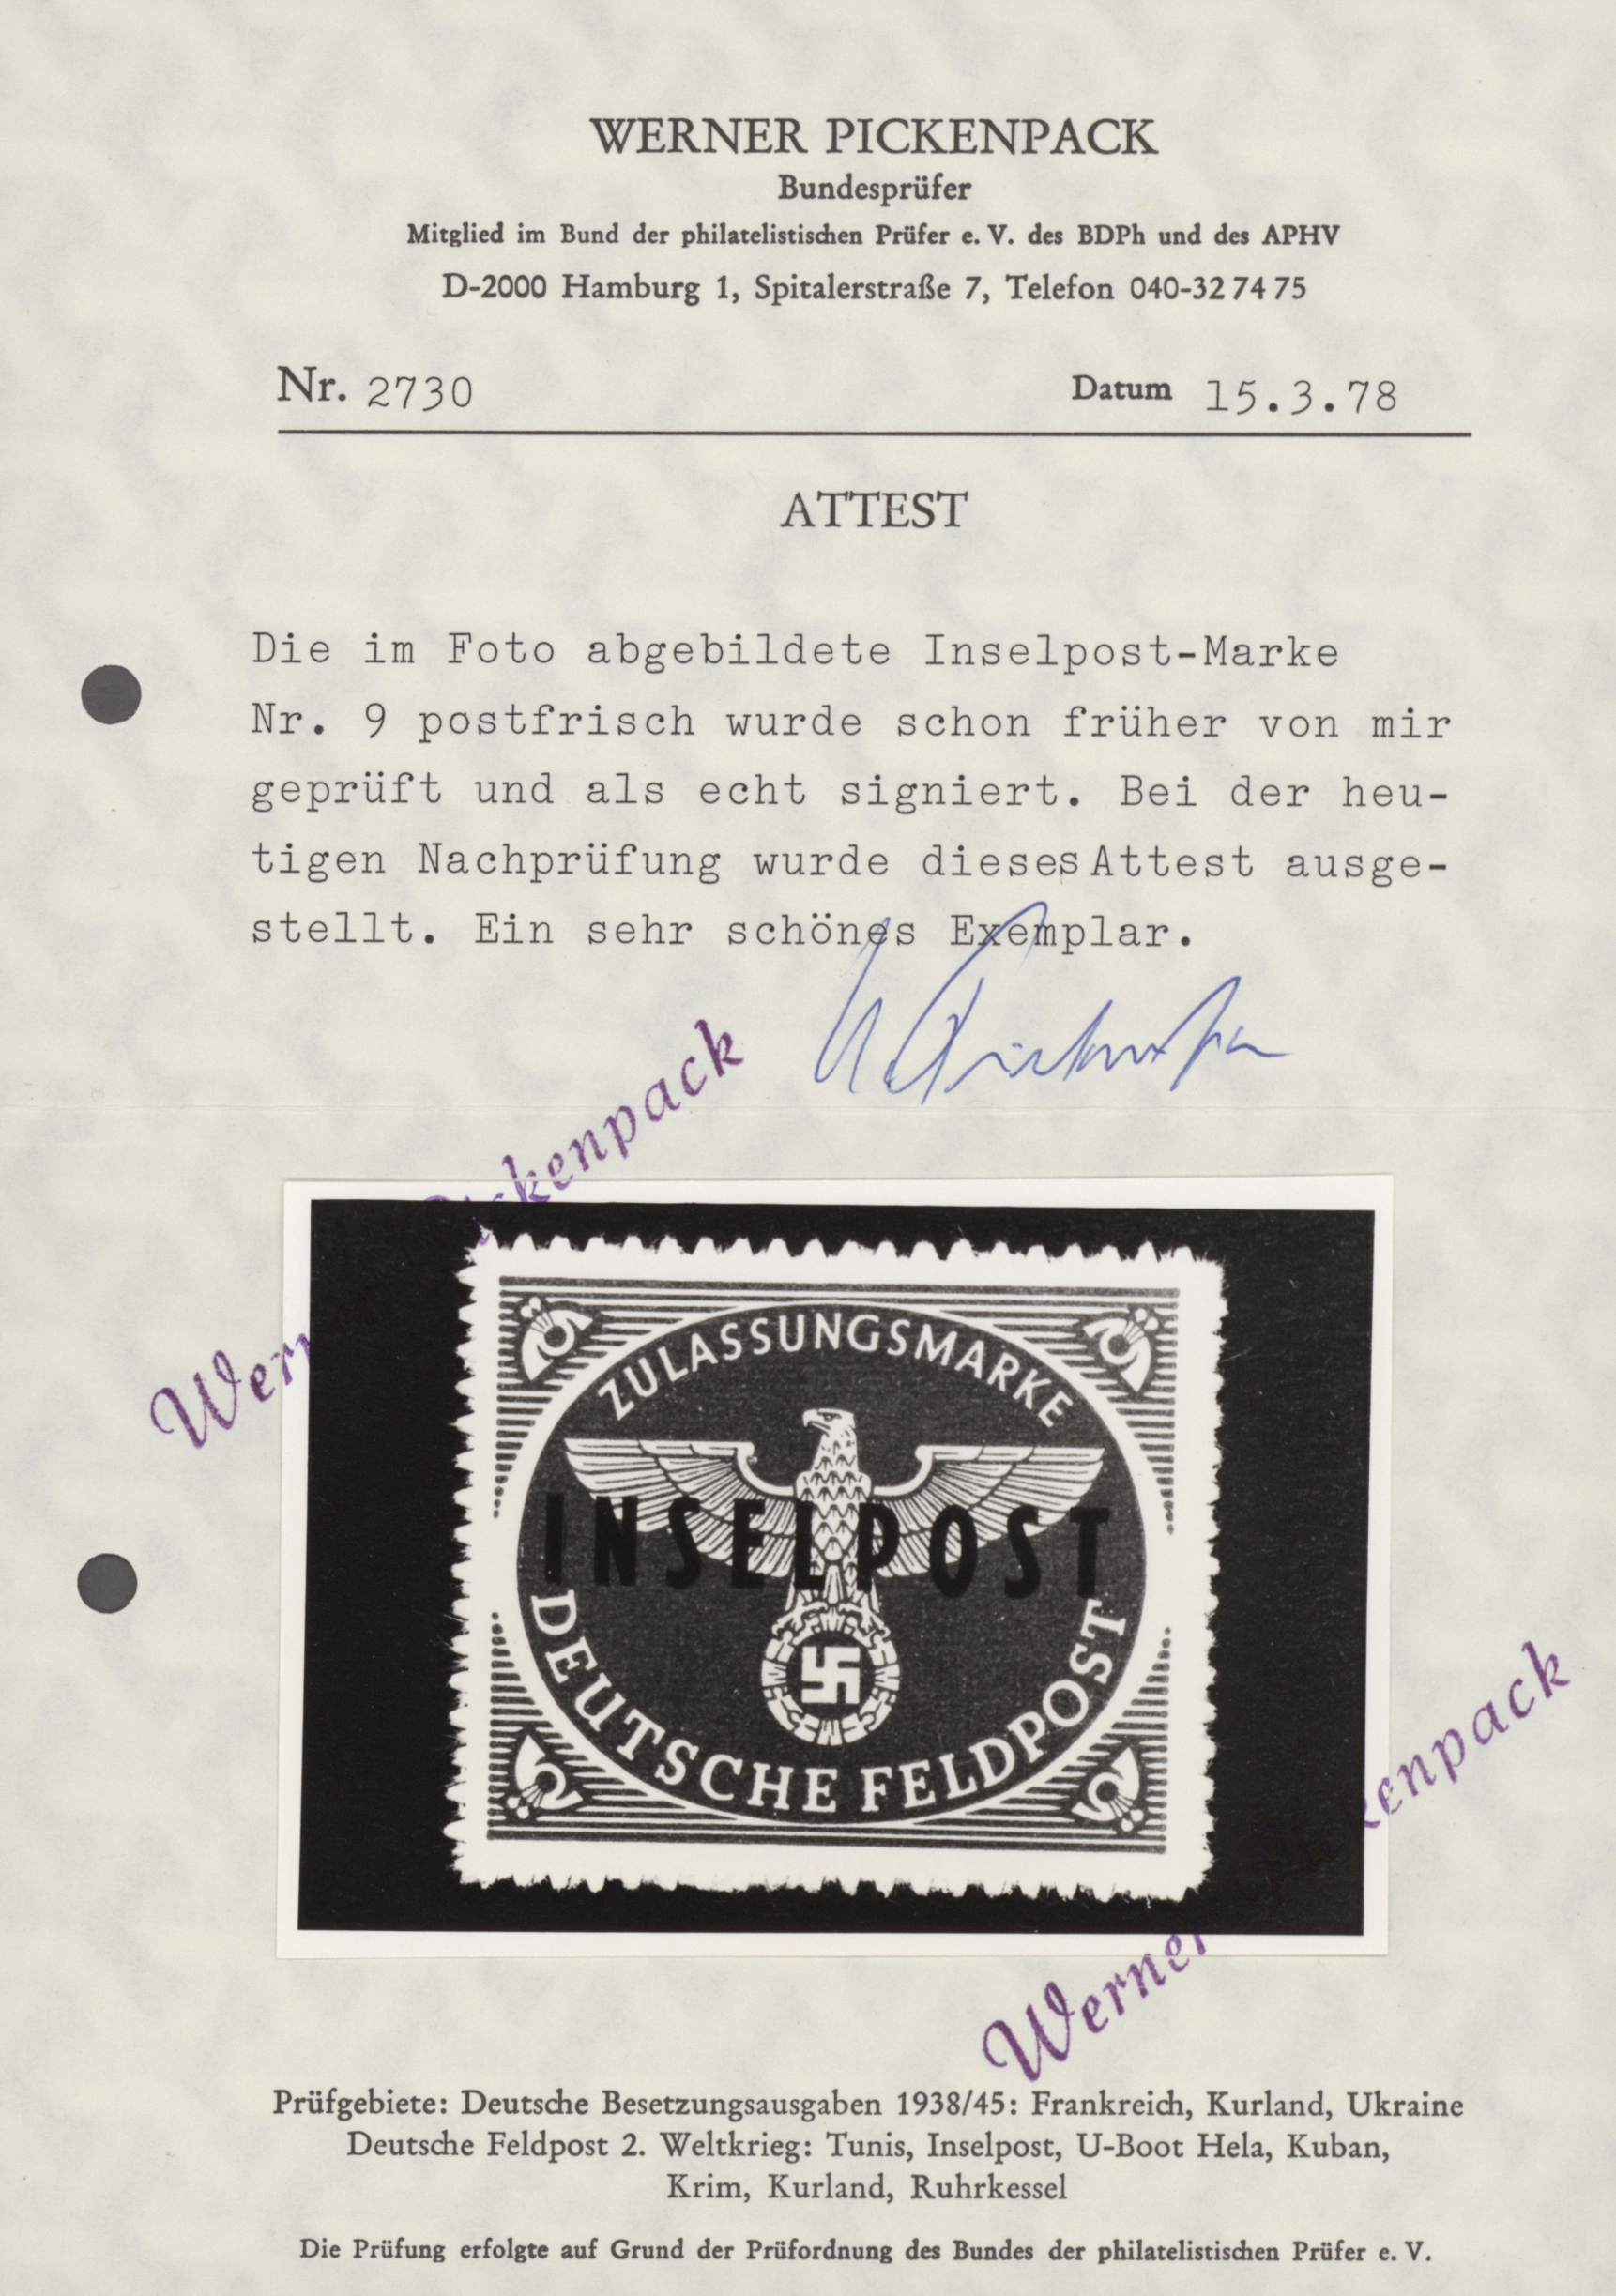 WERNER PICKENPACK
Bundesprüfer
Mitglied im Bund der philatelistischen Prüfer e. V. des BDPh und des APHV
D-2000 Hamburg 1, Spitalerstraße 7, Telefon 040-32 74 75
Nr. 2730 Datum 15.3.78
ATTEST
Die im Foto abgebildete Inselpost-Marke
Nr. 9 postfrisch wurde schon früher von mir
geprüft und als echt signiert. Bei der heu-
tigen Nachprüfung wurde dieses Attest ausge-
stellt. Ein sehr schönes Exemplar.
Wer ickenpack
ZULASSUNGSMARKE
INSELPOST
DEUTSCHE FELDPOST
Werner kenpack
Prüfgebiete: Deutsche Besetzungsausgaben 1938/45: Frankreich, Kurland, Ukraine
Deutsche Feldpost 2. Weltkrieg: Tunis, Inselpost, U-Boot Hela, Kuban,
Krim, Kurland, Ruhrkessel
Die Prüfung erfolgte auf Grund der Prüfordnung des Bundes der philatelistischen Prüfer e. V.